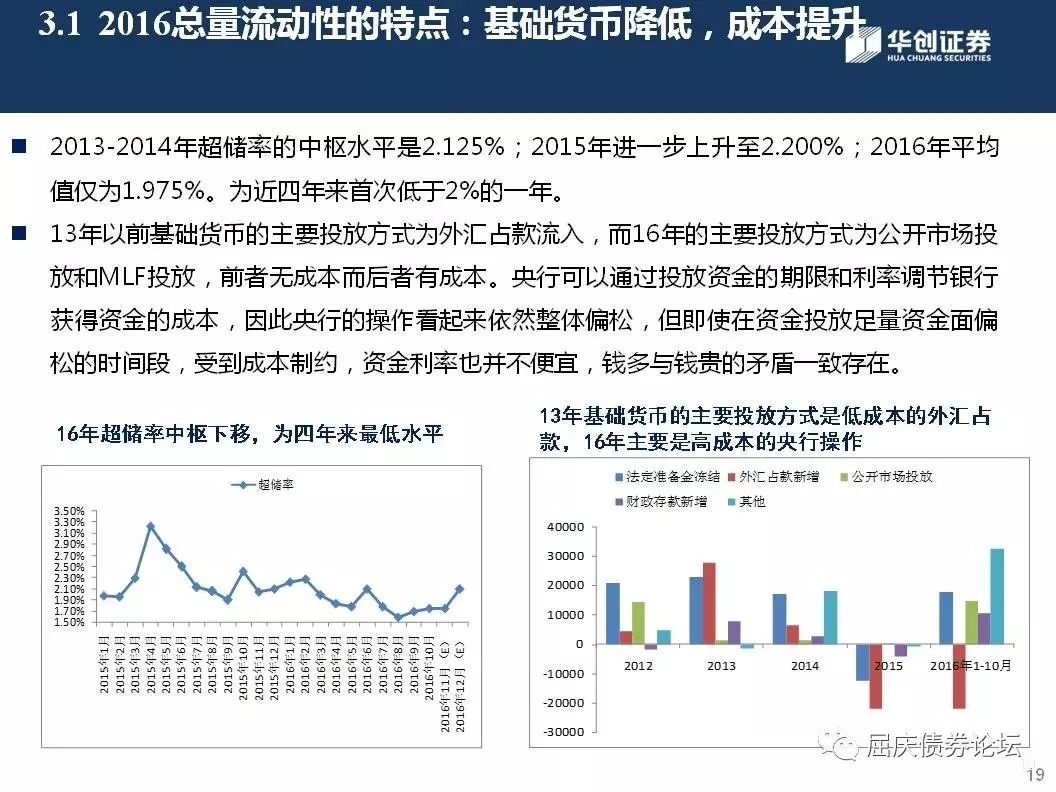 3.1 2016总量流动性的特点：基础货币降低，成本提升
华创证券
HUA CHUANG SECURITIES
■ 2013-2014年超储率的中枢水平是2.125%；2015年进一步上升至2.200%；2016年平均
值仅为1.975%。为近四年来首次低于2%的一年。
■ 13年以前基础货币的主要投放方式为外汇占款流入，而16年的主要投放方式为公开市场投
放和MLF投放，前者无成本而后者有成本。央行可以通过投放资金的期限和利率调节银行
获得资金的成本，因此央行的操作看起来依然整体偏松，但即使在资金投放足量资金面偏
松的时间段，受到成本制约，资金利率也并不便宜，钱多与钱贵的矛盾一致存在。
16年超储率中枢下移，为四年来最低水平
超储率
3.50%
3.30%
3.10%
2.90%
2.70%
2.50%
2.30%
2.10%
1.90%
1.70%
1.50%
2015年1月
2015年2月
2015年3月
2015年4月
2015年5月
2015年6月
2015年7月
2015年8月
2015年9月
2015年10月
2015年11月
2015年12月
2016年1月
2016年2月
2016年3月
2016年4月
2016年5月
2016年6月
2016年7月
2016年8月
2016年9月
2016年10月
2016年11月（E）
2016年12月（E）
13年基础货币的主要投放方式是低成本的外汇占
款，16年主要是高成本的央行操作
法定准备金冻结 外汇占款新增 公开市场投放
财政存款新增 其他
40000
30000
20000
10000
0
-10000
-20000
-30000
2012 2013 2014 2015 2016年1-10月
屈庆债券论坛
19